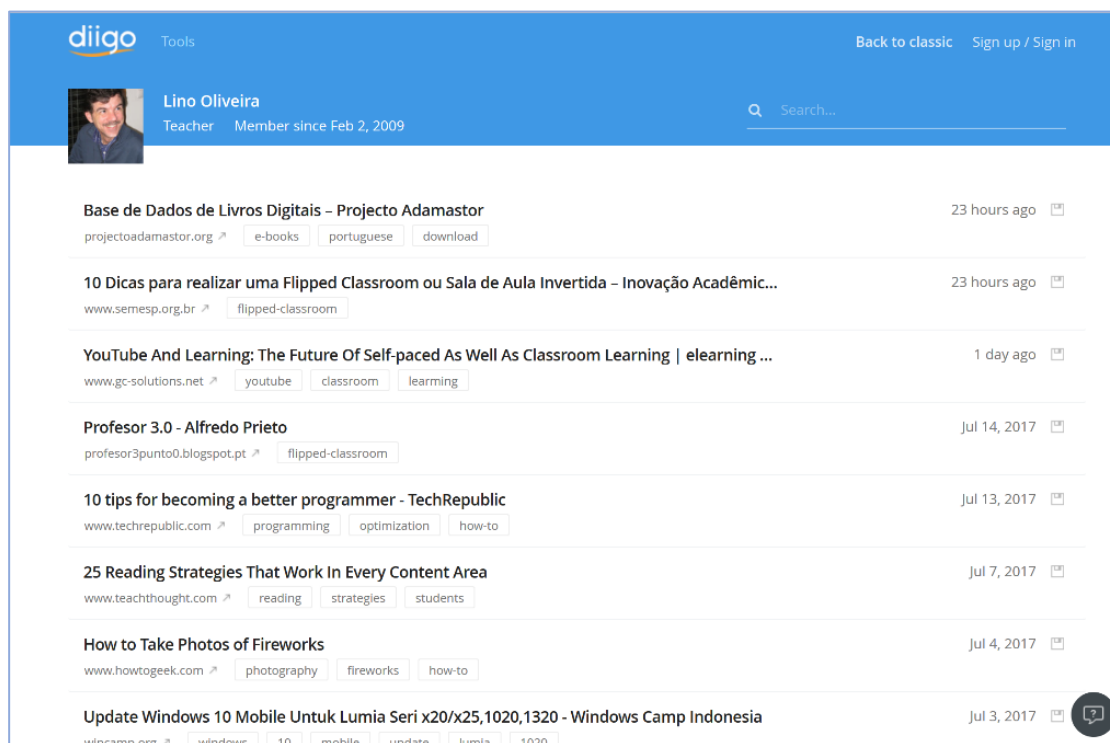 diigo Tools Back to classic Sign up / Sign in
Lino Oliveira
Teacher Member since Feb 2, 2009 Search...
Base de Dados de Livros Digitais – Projecto Adamastor 23 hours ago
projectoadamastor.org e-books portuguese download
10 Dicas para realizar uma Flipped Classroom ou Sala de Aula Invertida – Inovação Acadêmic... 23 hours ago
www.semesp.org.br flipped-classroom
YouTube And Learning: The Future Of Self-paced As Well As Classroom Learning | elearning ... 1 day ago
www.gc-solutions.net youtube classroom learming
Profesor 3.0 - Alfredo Prieto Jul 14, 2017
profesor3punto0.blogspot.pt flipped-classroom
10 tips for becoming a better programmer - TechRepublic Jul 13, 2017
www.techrepublic.com programming optimization how-to
25 Reading Strategies That Work In Every Content Area Jul 7, 2017
www.teachthought.com reading strategies students
How to Take Photos of Fireworks Jul 4, 2017
www.howtogeek.com photography fireworks how-to
Update Windows 10 Mobile Untuk Lumia Seri x20/x25,1020,1320 - Windows Camp Indonesia Jul 3, 2017
wincamp.org windows 10 mobile update lumia 1020